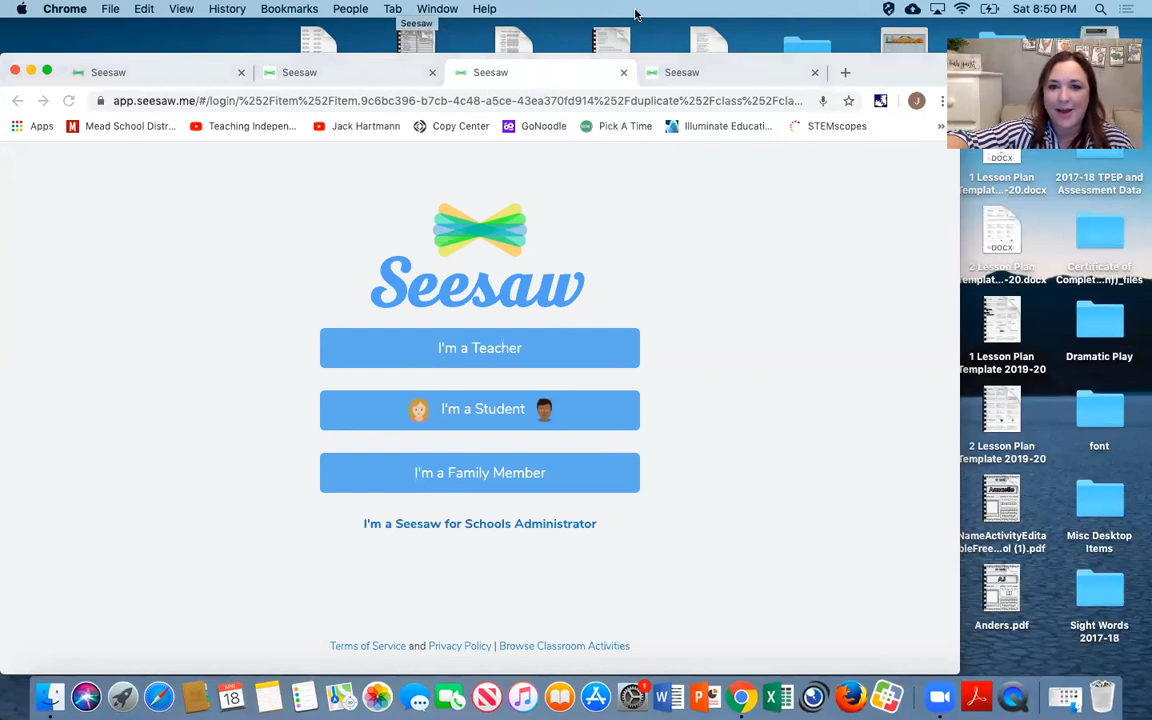 Chrome File Edit View History Bookmarks People Tab Window Help Sat 8:50 PM
Seesaw
Seesaw Seesaw Seesaw Seesaw
app.seesaw.me/#/login/%252Fitem%252Fitem.9c6bc396-b7cb-4c48-a5ce-43ea370fd914%252Fduplicate%252Fclass%252Fcla... J
Apps Mead School Distr... Teaching Indepen... Jack Hartmann Copy Center GoNoodle Pick A Time Illuminate Educati... STEMscopes »
Seesaw
I'm a Teacher
I'm a Student
I'm a Family Member
I'm a Seesaw for Schools Administrator
Terms of Service and Privacy Policy | Browse Classroom Activities
DOCX
1 Lesson Plan
Templat...-20.docx
2017-18 TPEP and
Assessment Data
DOCX
2 Lesson Plan
Templat...-20.docx
Certificate of
Complet...n))_files
1 Lesson Plan
Template 2019-20
Dramatic Play
2 Lesson Plan
Template 2019-20
font
NameActivityEdita
bleFree...ol (1).pdf
Misc Desktop
Items
Anders.pdf
Sight Words
2017-18
APR
18
1